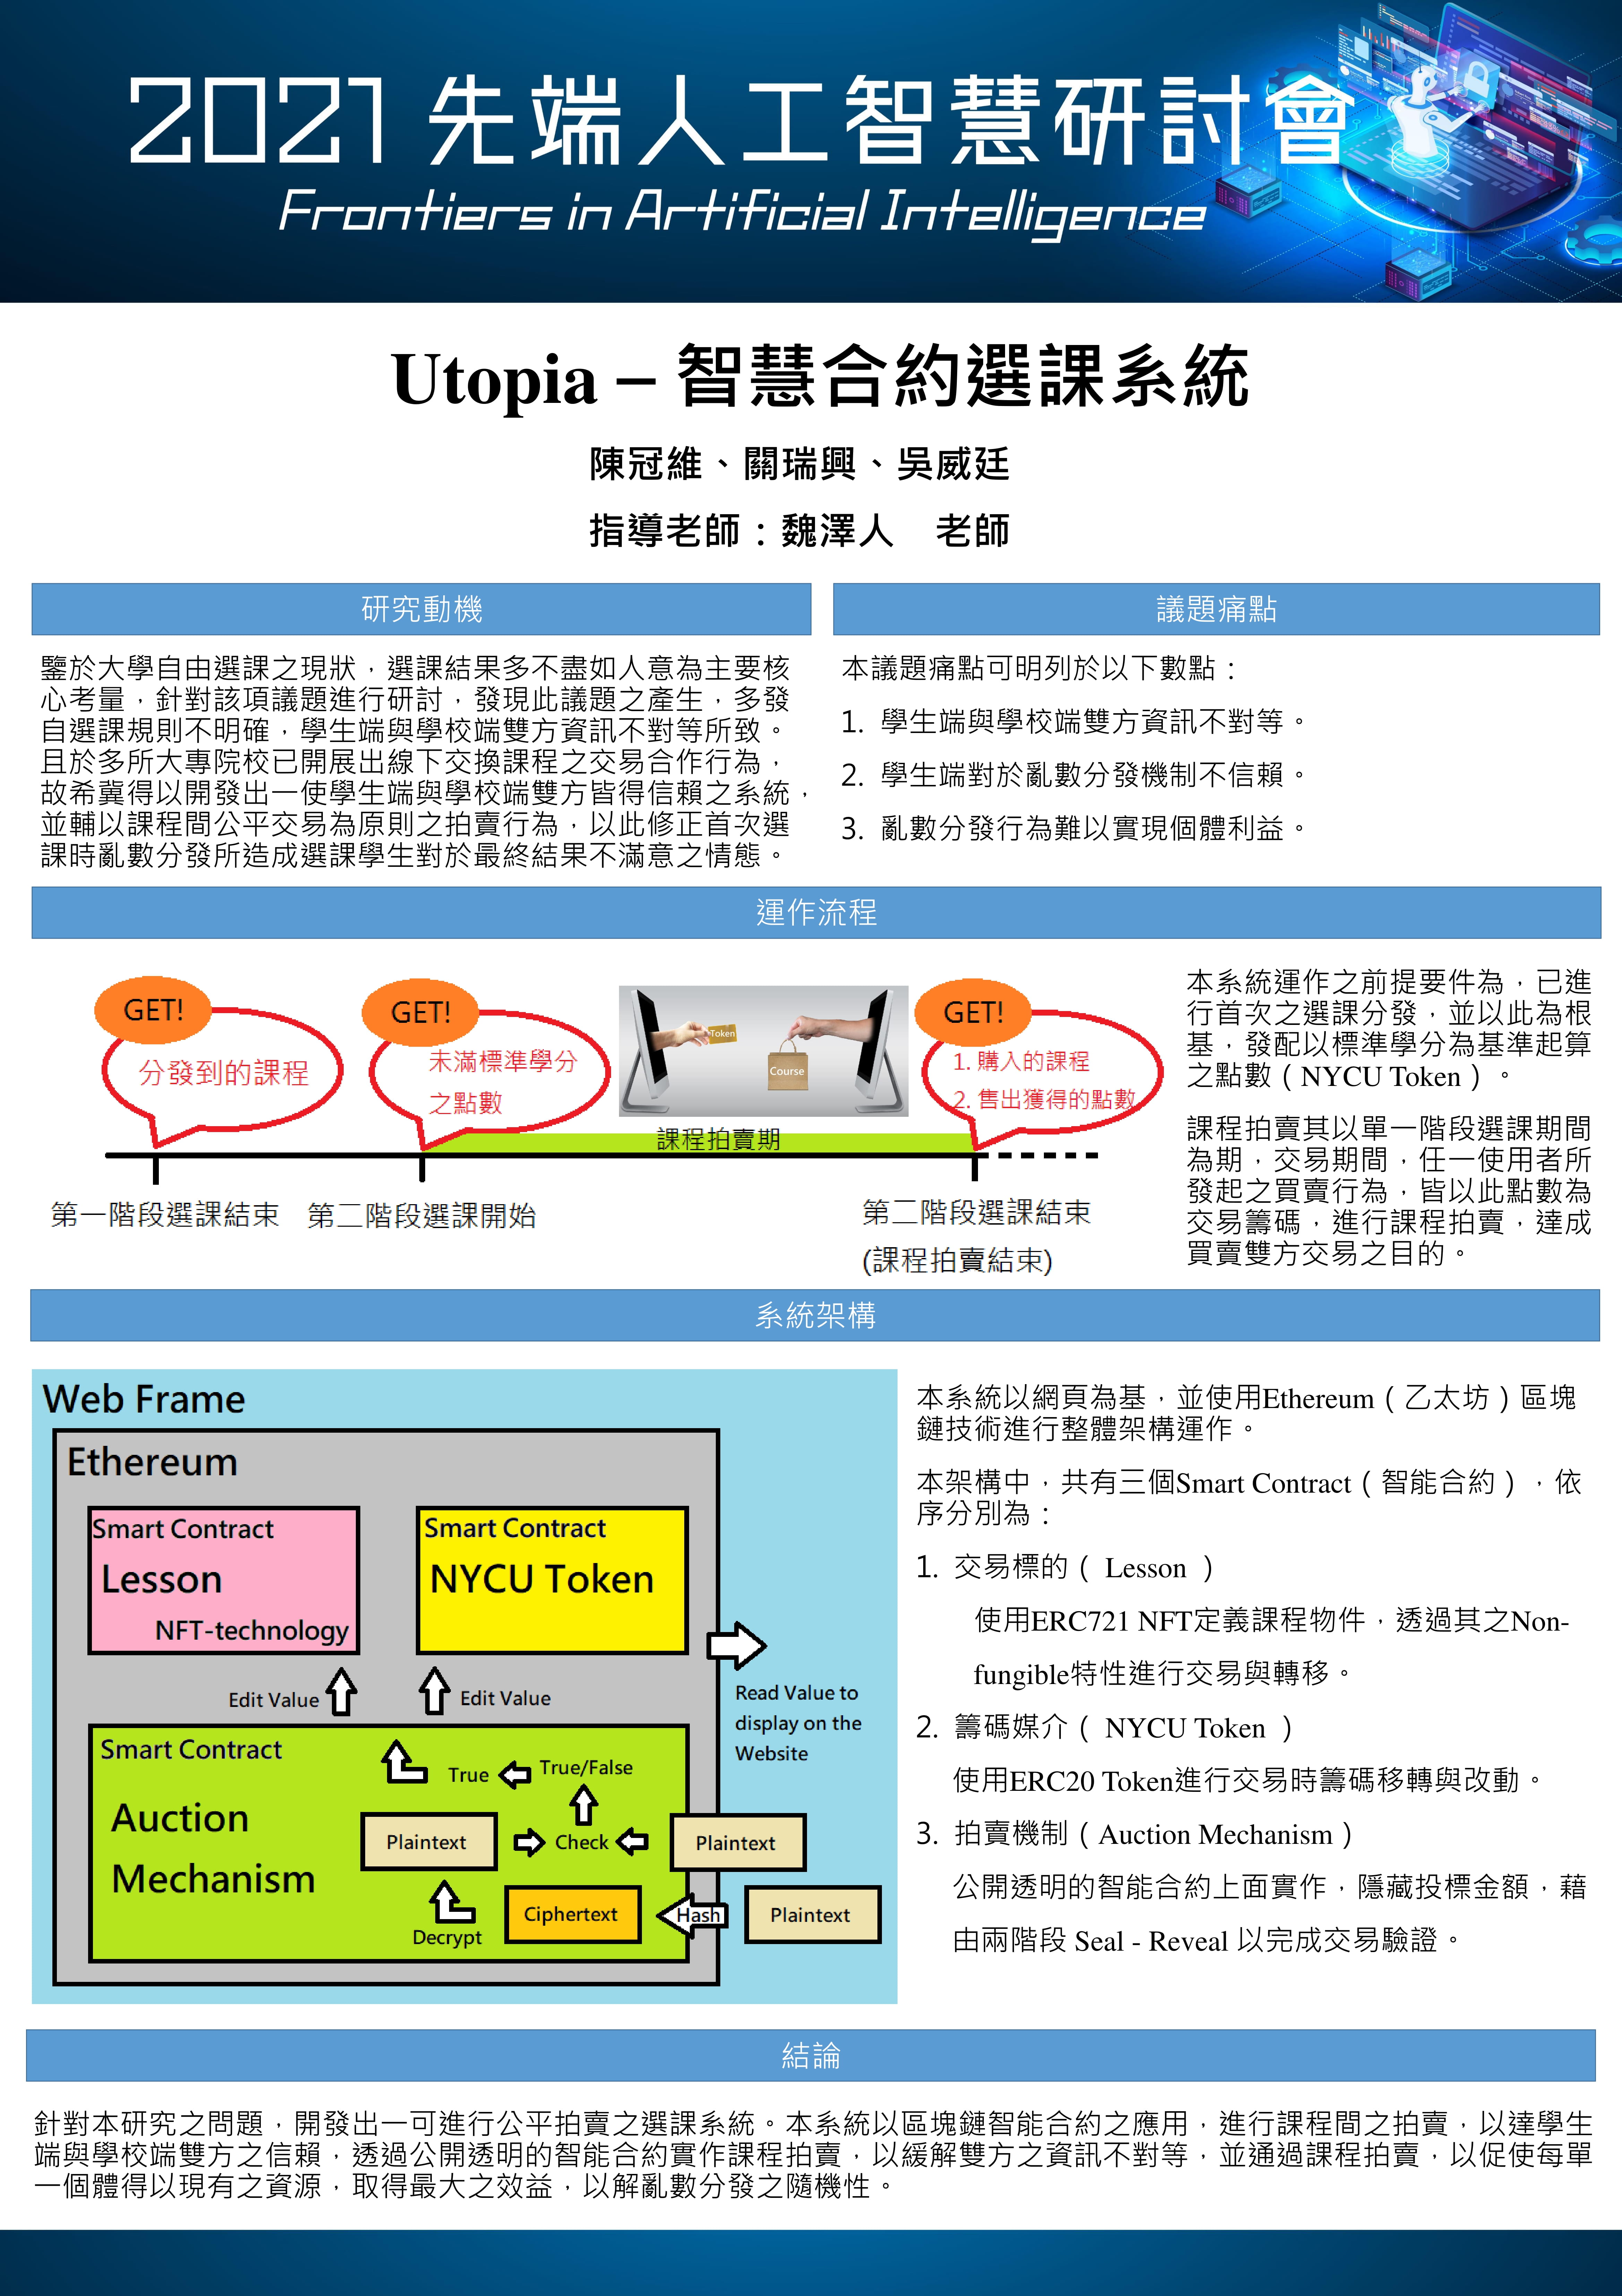 2021 先端人工智慧研討會
Frontiers in Artificial Intelligence
Utopia – 智慧合約選課系統
陳冠維、關瑞興、吳威廷
指導老師：魏澤人　老師
研究動機
鑒於大學自由選課之現狀，選課結果多不盡如人意為主要核
心考量，針對該項議題進行研討，發現此議題之產生，多發
自選課規則不明確，學生端與學校端雙方資訊不對等所致。
且於多所大專院校已開展出線下交換課程之交易合作行為，
故希冀得以開發出一使學生端與學校端雙方皆得信賴之系統，
並輔以課程間公平交易為原則之拍賣行為，以此修正首次選
課時亂數分發所造成選課學生對於最終結果不滿意之情態。
議題痛點
本議題痛點可明列於以下數點：
1. 學生端與學校端雙方資訊不對等。
2. 學生端對於亂數分發機制不信賴。
3. 亂數分發行為難以實現個體利益。
運作流程
GET!
分發到的課程
GET!
未滿標準學分
之點數
Token
Course
GET!
1. 購入的課程
2. 售出獲得的點數
課程拍賣期
第一階段選課結束
第二階段選課開始
第二階段選課結束
(課程拍賣結束)
本系統運作之前提要件為，已進
行首次之選課分發，並以此為根
基，發配以標準學分為基準起算
之點數（NYCU Token）。
課程拍賣其以單一階段選課期間
為期，交易期間，任一使用者所
發起之買賣行為，皆以此點數為
交易籌碼，進行課程拍賣，達成
買賣雙方交易之目的。
系統架構
Web Frame
Ethereum
Smart Contract
Lesson
NFT-technology
Smart Contract
NYCU Token
Edit Value
Edit Value
Read Value to
display on the
Website
Smart Contract
Auction
Mechanism
True
True/False
Plaintext
Check
Plaintext
Ciphertext
Hash
Plaintext
Decrypt
本系統以網頁為基，並使用Ethereum（乙太坊）區塊
鏈技術進行整體架構運作。
本架構中，共有三個Smart Contract（智能合約），依
序分別為：
1. 交易標的（ Lesson ）
使用ERC721 NFT定義課程物件，透過其之Non-
fungible特性進行交易與轉移。
2. 籌碼媒介（ NYCU Token ）
使用ERC20 Token進行交易時籌碼移轉與改動。
3. 拍賣機制（Auction Mechanism）
公開透明的智能合約上面實作，隱藏投標金額，藉
由兩階段 Seal - Reveal 以完成交易驗證。
結論
針對本研究之問題，開發出一可進行公平拍賣之選課系統。本系統以區塊鏈智能合約之應用，進行課程間之拍賣，以達學生
端與學校端雙方之信賴，透過公開透明的智能合約實作課程拍賣，以緩解雙方之資訊不對等，並通過課程拍賣，以促使每單
一個體得以現有之資源，取得最大之效益，以解亂數分發之隨機性。